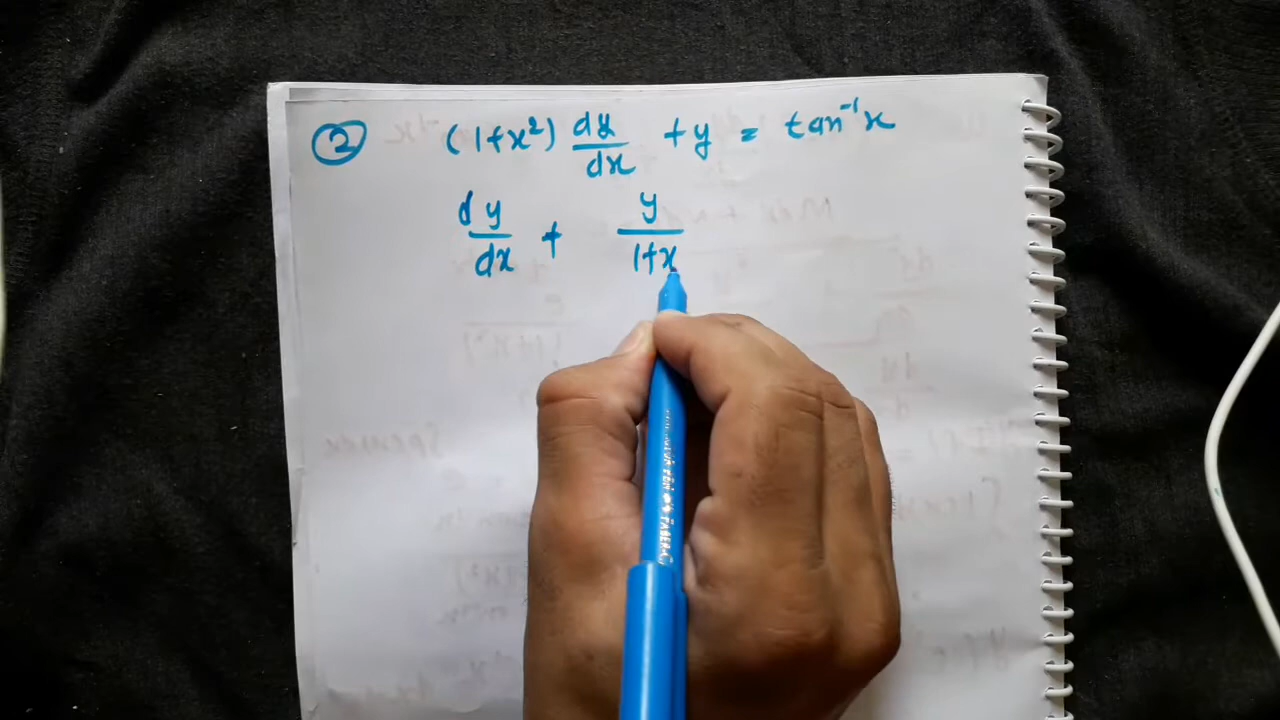 ② (1+x²) dy/dx + y = tan⁻¹x
dy/dx + y/1+x